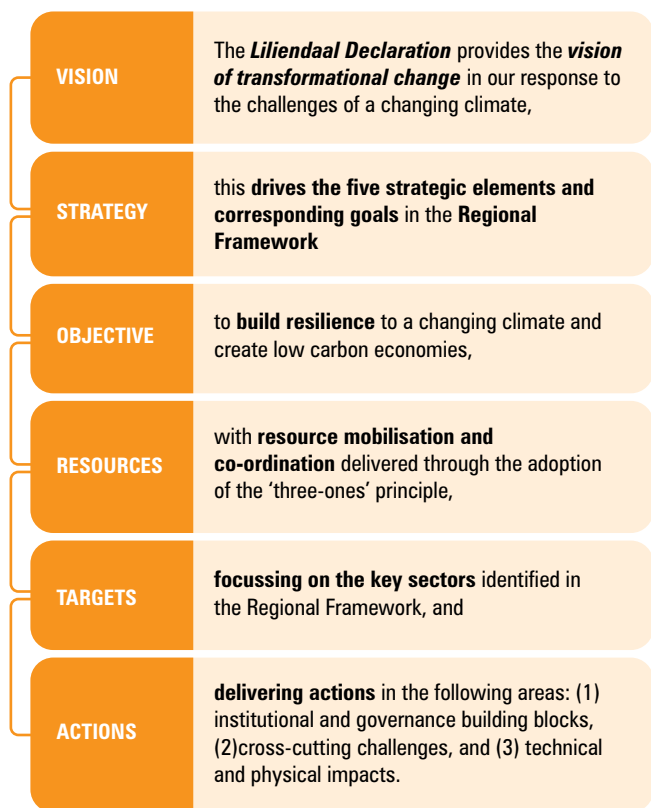 VISION
The Liliendaal Declaration provides the vision
of transformational change in our response to
the challenges of a changing climate,
STRATEGY
this drives the five strategic elements and
corresponding goals in the Regional
Framework
OBJECTIVE
to build resilience to a changing climate and
create low carbon economies,
RESOURCES
with resource mobilisation and
co-ordination delivered through the adoption
of the ‘three-ones’ principle,
TARGETS
focussing on the key sectors identified in
the Regional Framework, and
ACTIONS
delivering actions in the following areas: (1)
institutional and governance building blocks,
(2)cross-cutting challenges, and (3) technical
and physical impacts.